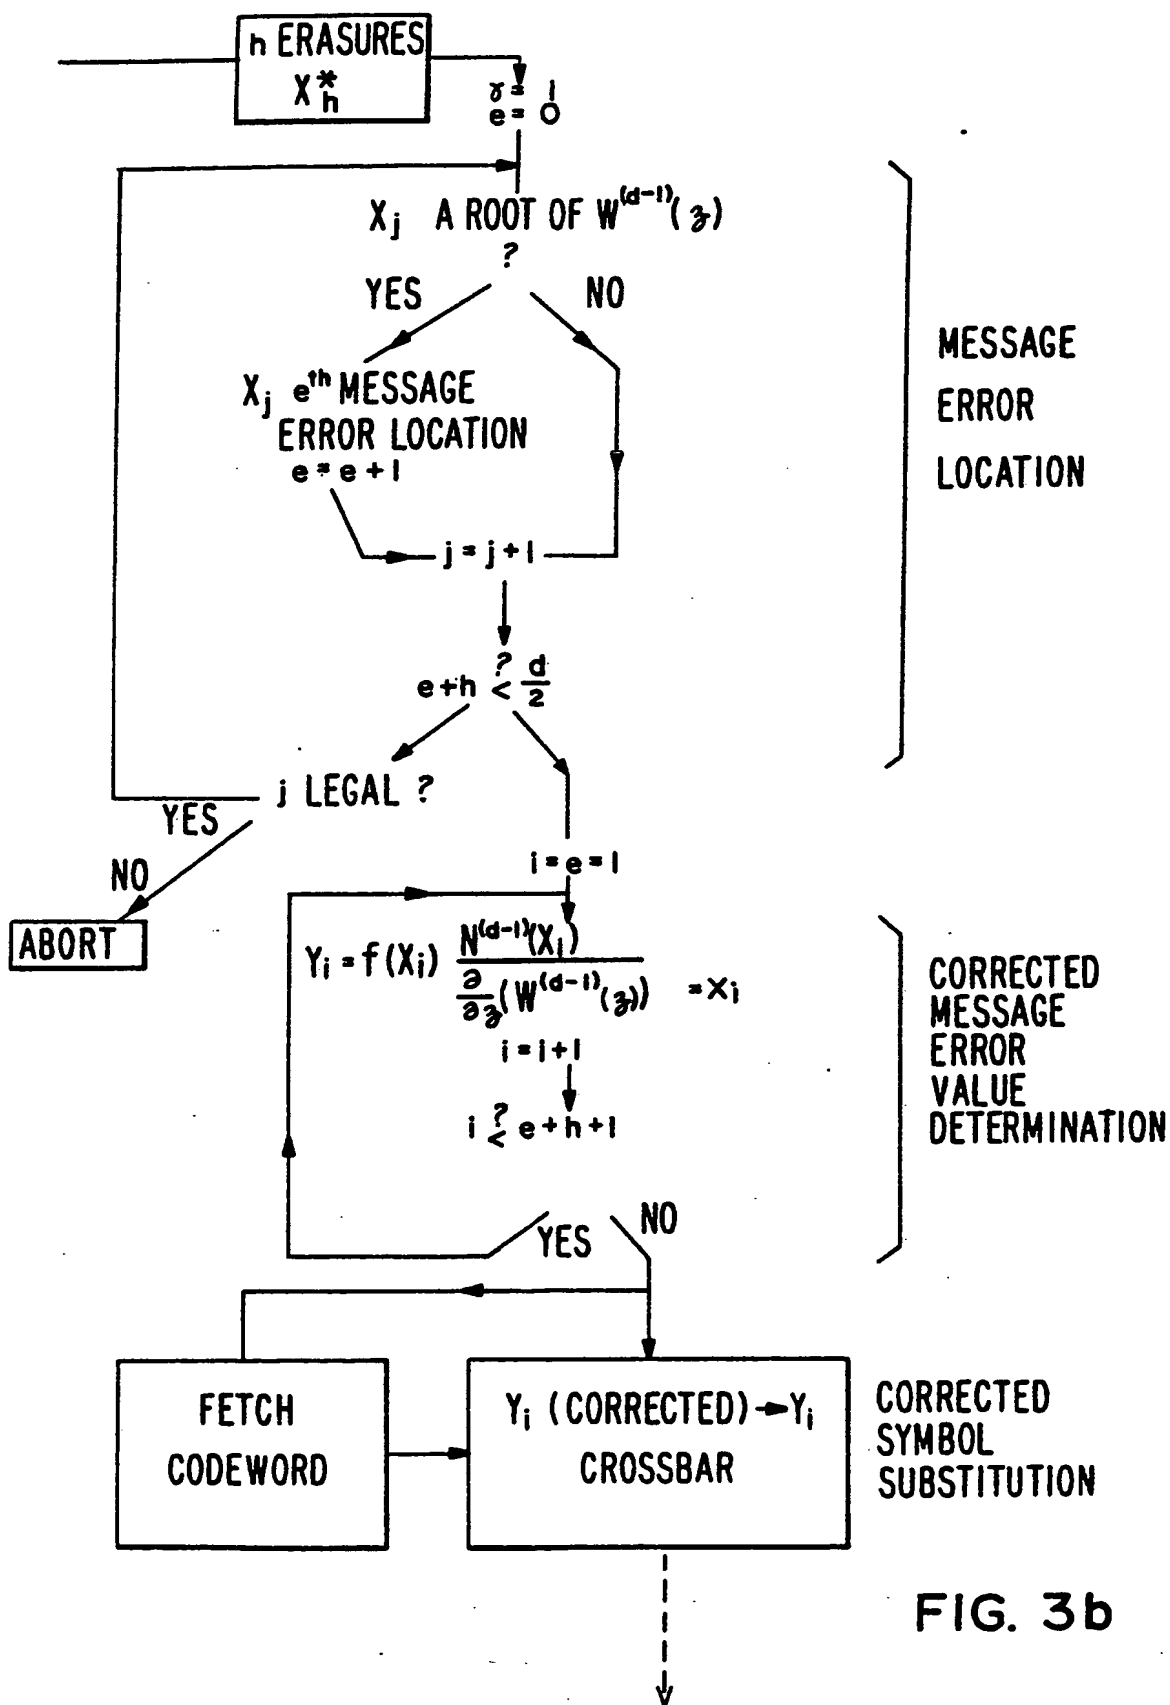 h ERASURES
X*h
γ = 1
e = 0
Xj A ROOT OF W(d-1)(z)
?
YES
NO
Xj eth MESSAGE
ERROR LOCATION
e = e + 1
j = j + 1
e + h <? d/2
j LEGAL ?
YES
NO
ABORT
MESSAGE
ERROR
LOCATION
i = e = 1
Yi = f(Xi) N(d-1)(Xi) / ∂/∂z (W(d-1)(z)) = Xi
i = i + 1
i <? e + h + 1
YES
NO
CORRECTED
MESSAGE
ERROR
VALUE
DETERMINATION
FETCH
CODEWORD
Yi (CORRECTED) → Yi
CROSSBAR
CORRECTED
SYMBOL
SUBSTITUTION
FIG. 3b